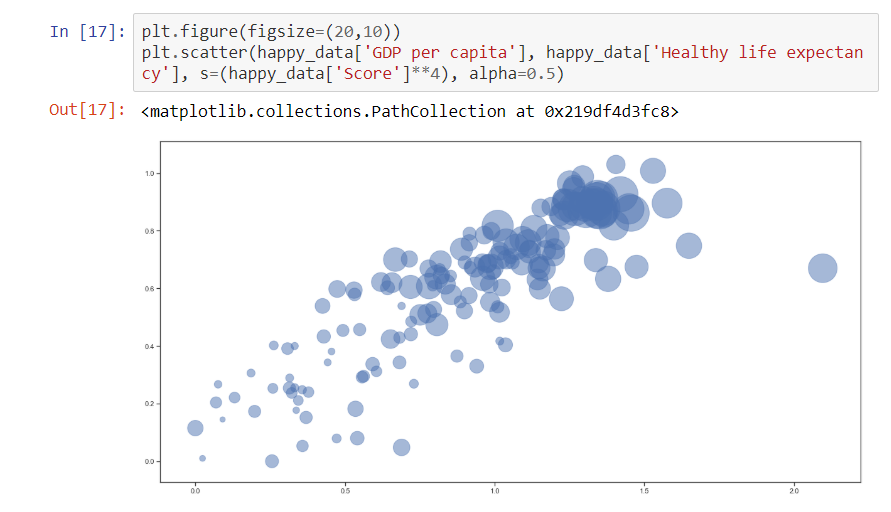 In [17]: plt.figure(figsize=(20,10))
plt.scatter(happy_data['GDP per capita'], happy_data['Healthy life expectan
cy'], s=(happy_data['Score']**4), alpha=0.5)
Out[17]: <matplotlib.collections.PathCollection at 0x219df4d3fc8>
1.0
0.8
0.6
0.4
0.2
0.0
0.0 0.5 1.0 1.5 2.0